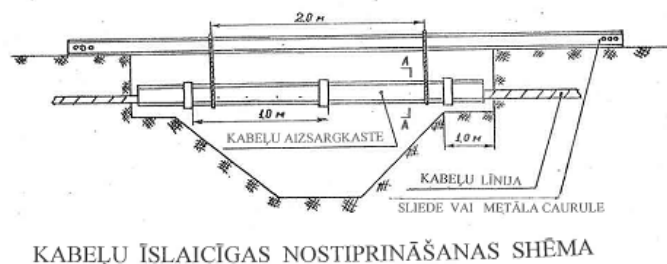 2.0 м
A
1.0 м
A
KABEĻU AIZSARGKASTE
1.0 м
KABEĻU LĪNIJA
SLIEDE VAI METĀLA CAURULE
KABEĻU ĪSLAICĪGAS NOSTIPRINĀŠANAS SHĒMA